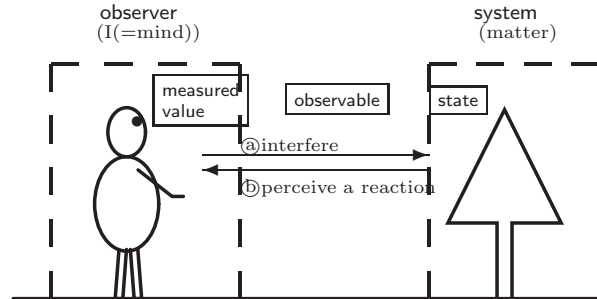 observer
(I(=mind))
system
(matter)
measured
value
observable
state
ⓐinterfere
ⓑperceive a reaction